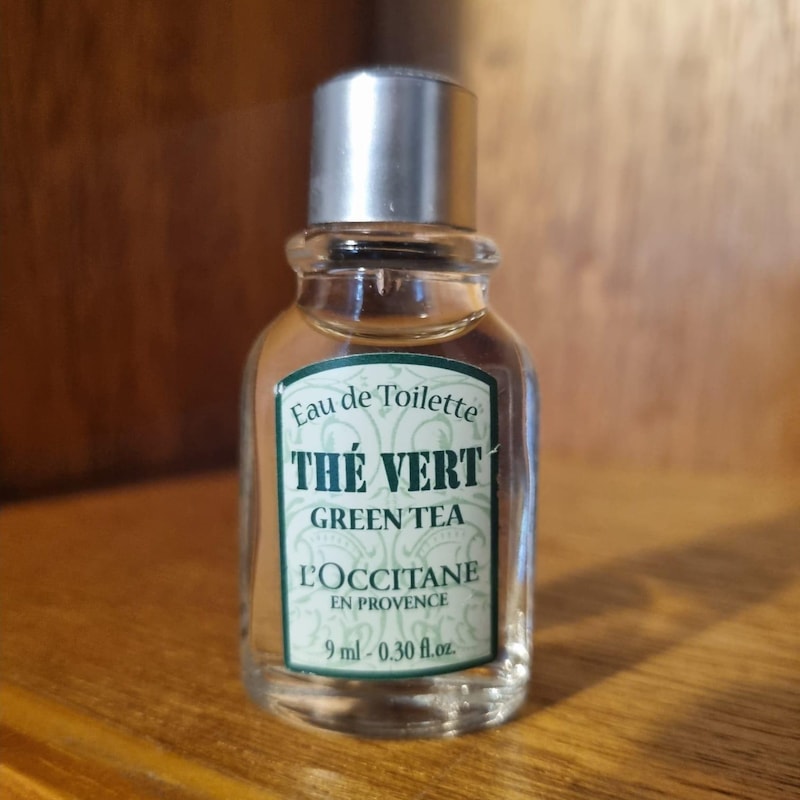 Eau de Toilette
THÉ VERT
GREEN TEA
L'OCCITANE
EN PROVENCE
9 ml - 0.30 fl.oz.